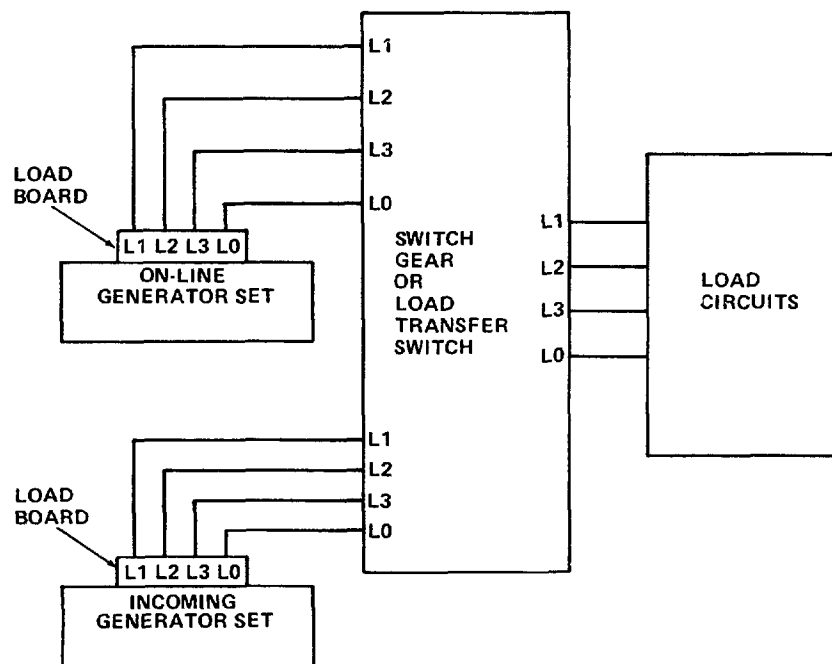 L1
L2
L3
L0
LOAD
BOARD
L1 L2 L3 L0
ON-LINE
GENERATOR SET
SWITCH
GEAR
OR
LOAD
TRANSFER
SWITCH
L1
L2
L3
L0
LOAD
CIRCUITS
L1
L2
L3
L0
LOAD
BOARD
L1 L2 L3 L0
INCOMING
GENERATOR SET